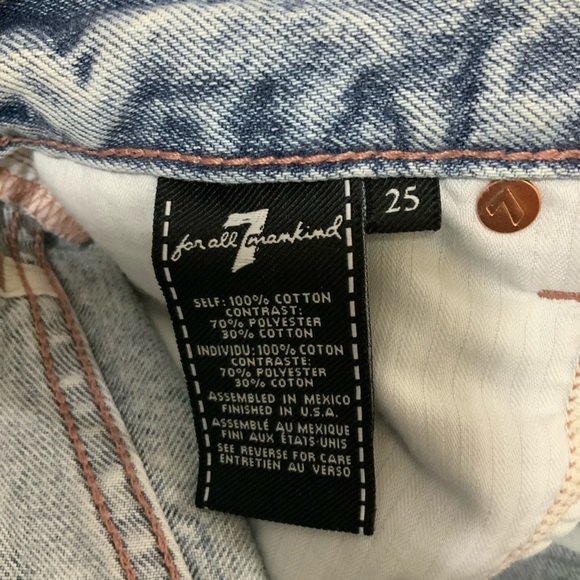 for all 7 mankind
25
7
SELF: 100% COTTON
CONTRAST:
70% POLYESTER
30% COTTON
INDIVIDU: 100% COTON
CONTRASTE:
70% POLYESTER
30% COTON
ASSEMBLED IN MEXICO
FINISHED IN U.S.A.
ASSEMBLÉ AU MEXIQUE
FINI AUX ÉTATS-UNIS
SEE REVERSE FOR CARE
ENTRETIEN AU VERSO